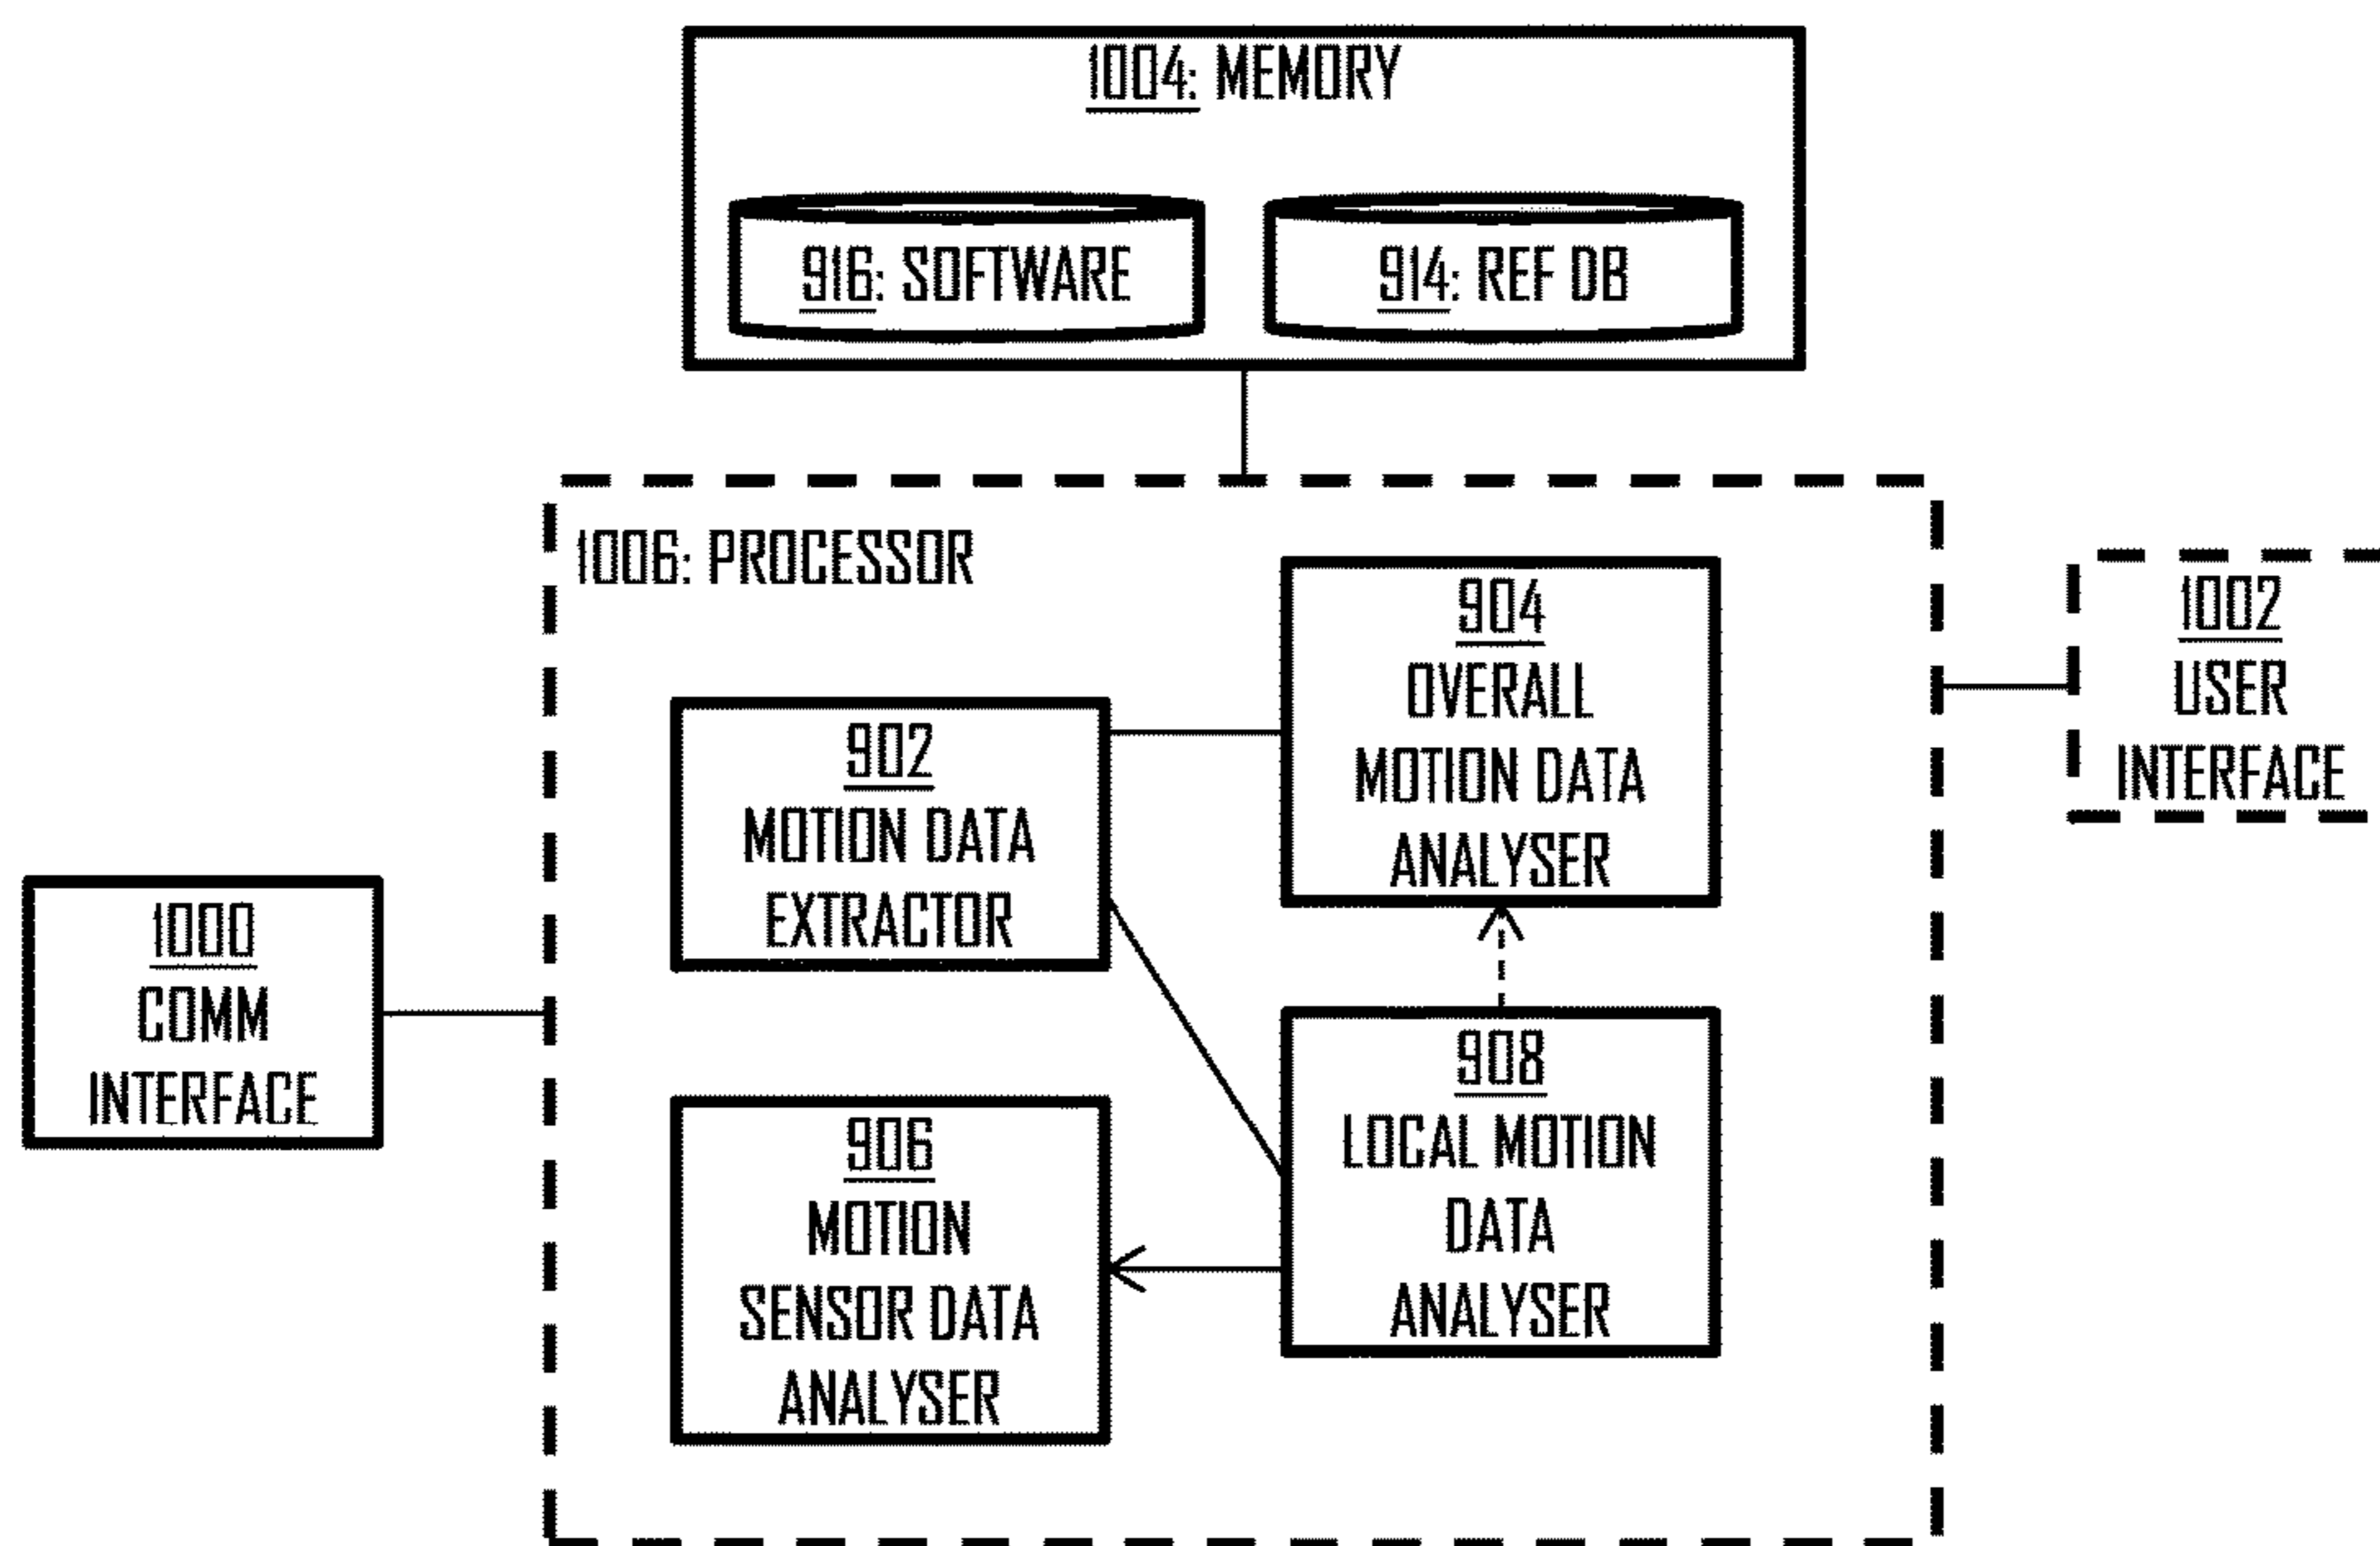 1004: MEMORY
916: SOFTWARE
914: REF DB
1006: PROCESSOR
904
OVERALL
MOTION DATA
ANALYSER
1002
USER
INTERFACE
902
MOTION DATA
EXTRACTOR
1000
COMM
INTERFACE
908
LOCAL MOTION
DATA
ANALYSER
906
MOTION
SENSOR DATA
ANALYSER